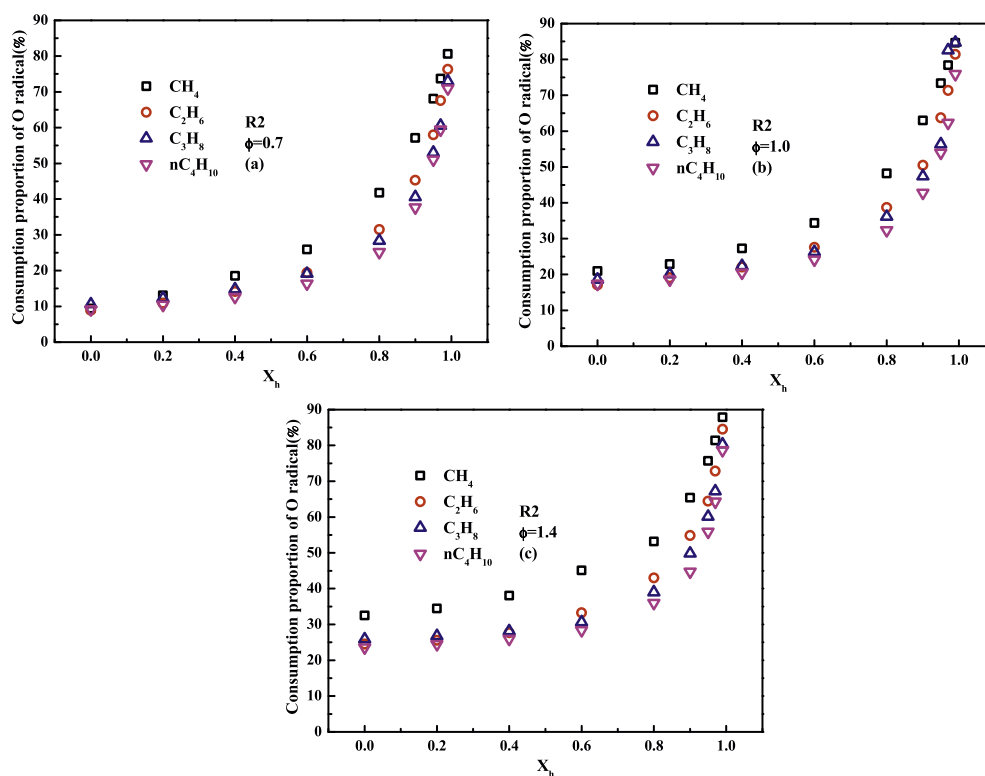 Consumption proportion of O radical(%)
90
80
70
60
50
40
30
20
10
0
CH4
C2H6
C3H8
nC4H10
R2
ϕ=0.7
(a)
0.0 0.2 0.4 0.6 0.8 1.0
Xh
Consumption proportion of O radical(%)
90
80
70
60
50
40
30
20
10
0
CH4
C2H6
C3H8
nC4H10
R2
ϕ=1.0
(b)
0.0 0.2 0.4 0.6 0.8 1.0
Xh
Consumption proportion of O radical(%)
90
80
70
60
50
40
30
20
10
0
CH4
C2H6
C3H8
nC4H10
R2
ϕ=1.4
(c)
0.0 0.2 0.4 0.6 0.8 1.0
Xh